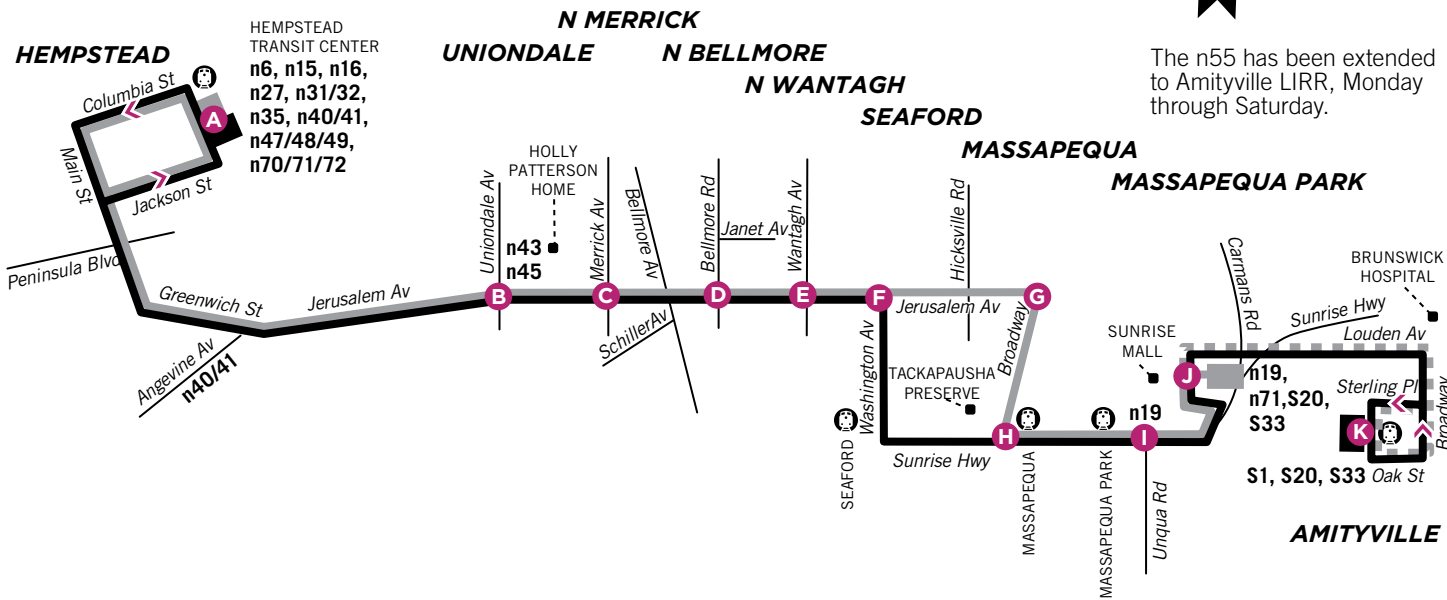 HEMPSTEAD
HEMPSTEAD
TRANSIT CENTER
n6, n15, n16,
n27, n31/32,
n35, n40/41,
n47/48/49,
n70/71/72
Columbia St
A
Main St
Jackson St
Peninsula Blvd
Greenwich St
Jerusalem Av
Angevine Av
n40/41
N MERRICK
UNIONDALE
N BELLMORE
N WANTAGH
SEAFORD
MASSAPEQUA
MASSAPEQUA PARK
The n55 has been extended
to Amityville LIRR, Monday
through Saturday.
Uniondale Av
HOLLY
PATTERSON
HOME
n43
n45
Merrick Av
Bellmore Av
Schiller Av
Bellmore Rd
Janet Av
Wantagh Av
Hicksville Rd
B
C
D
E
F
Jerusalem Av
G
Washington Av
Broadway
TACKAPAUSHA
PRESERVE
SEAFORD
Sunrise Hwy
H
MASSAPEQUA
MASSAPEQUA PARK
n19
I
Unqua Rd
SUNRISE
MALL
J
Carmans Rd
Sunrise Hwy
Louden Av
BRUNSWICK
HOSPITAL
n19,
n71,S20,
S33
Sterling Pl
Broadway
K
S1, S20, S33
Oak St
AMITYVILLE